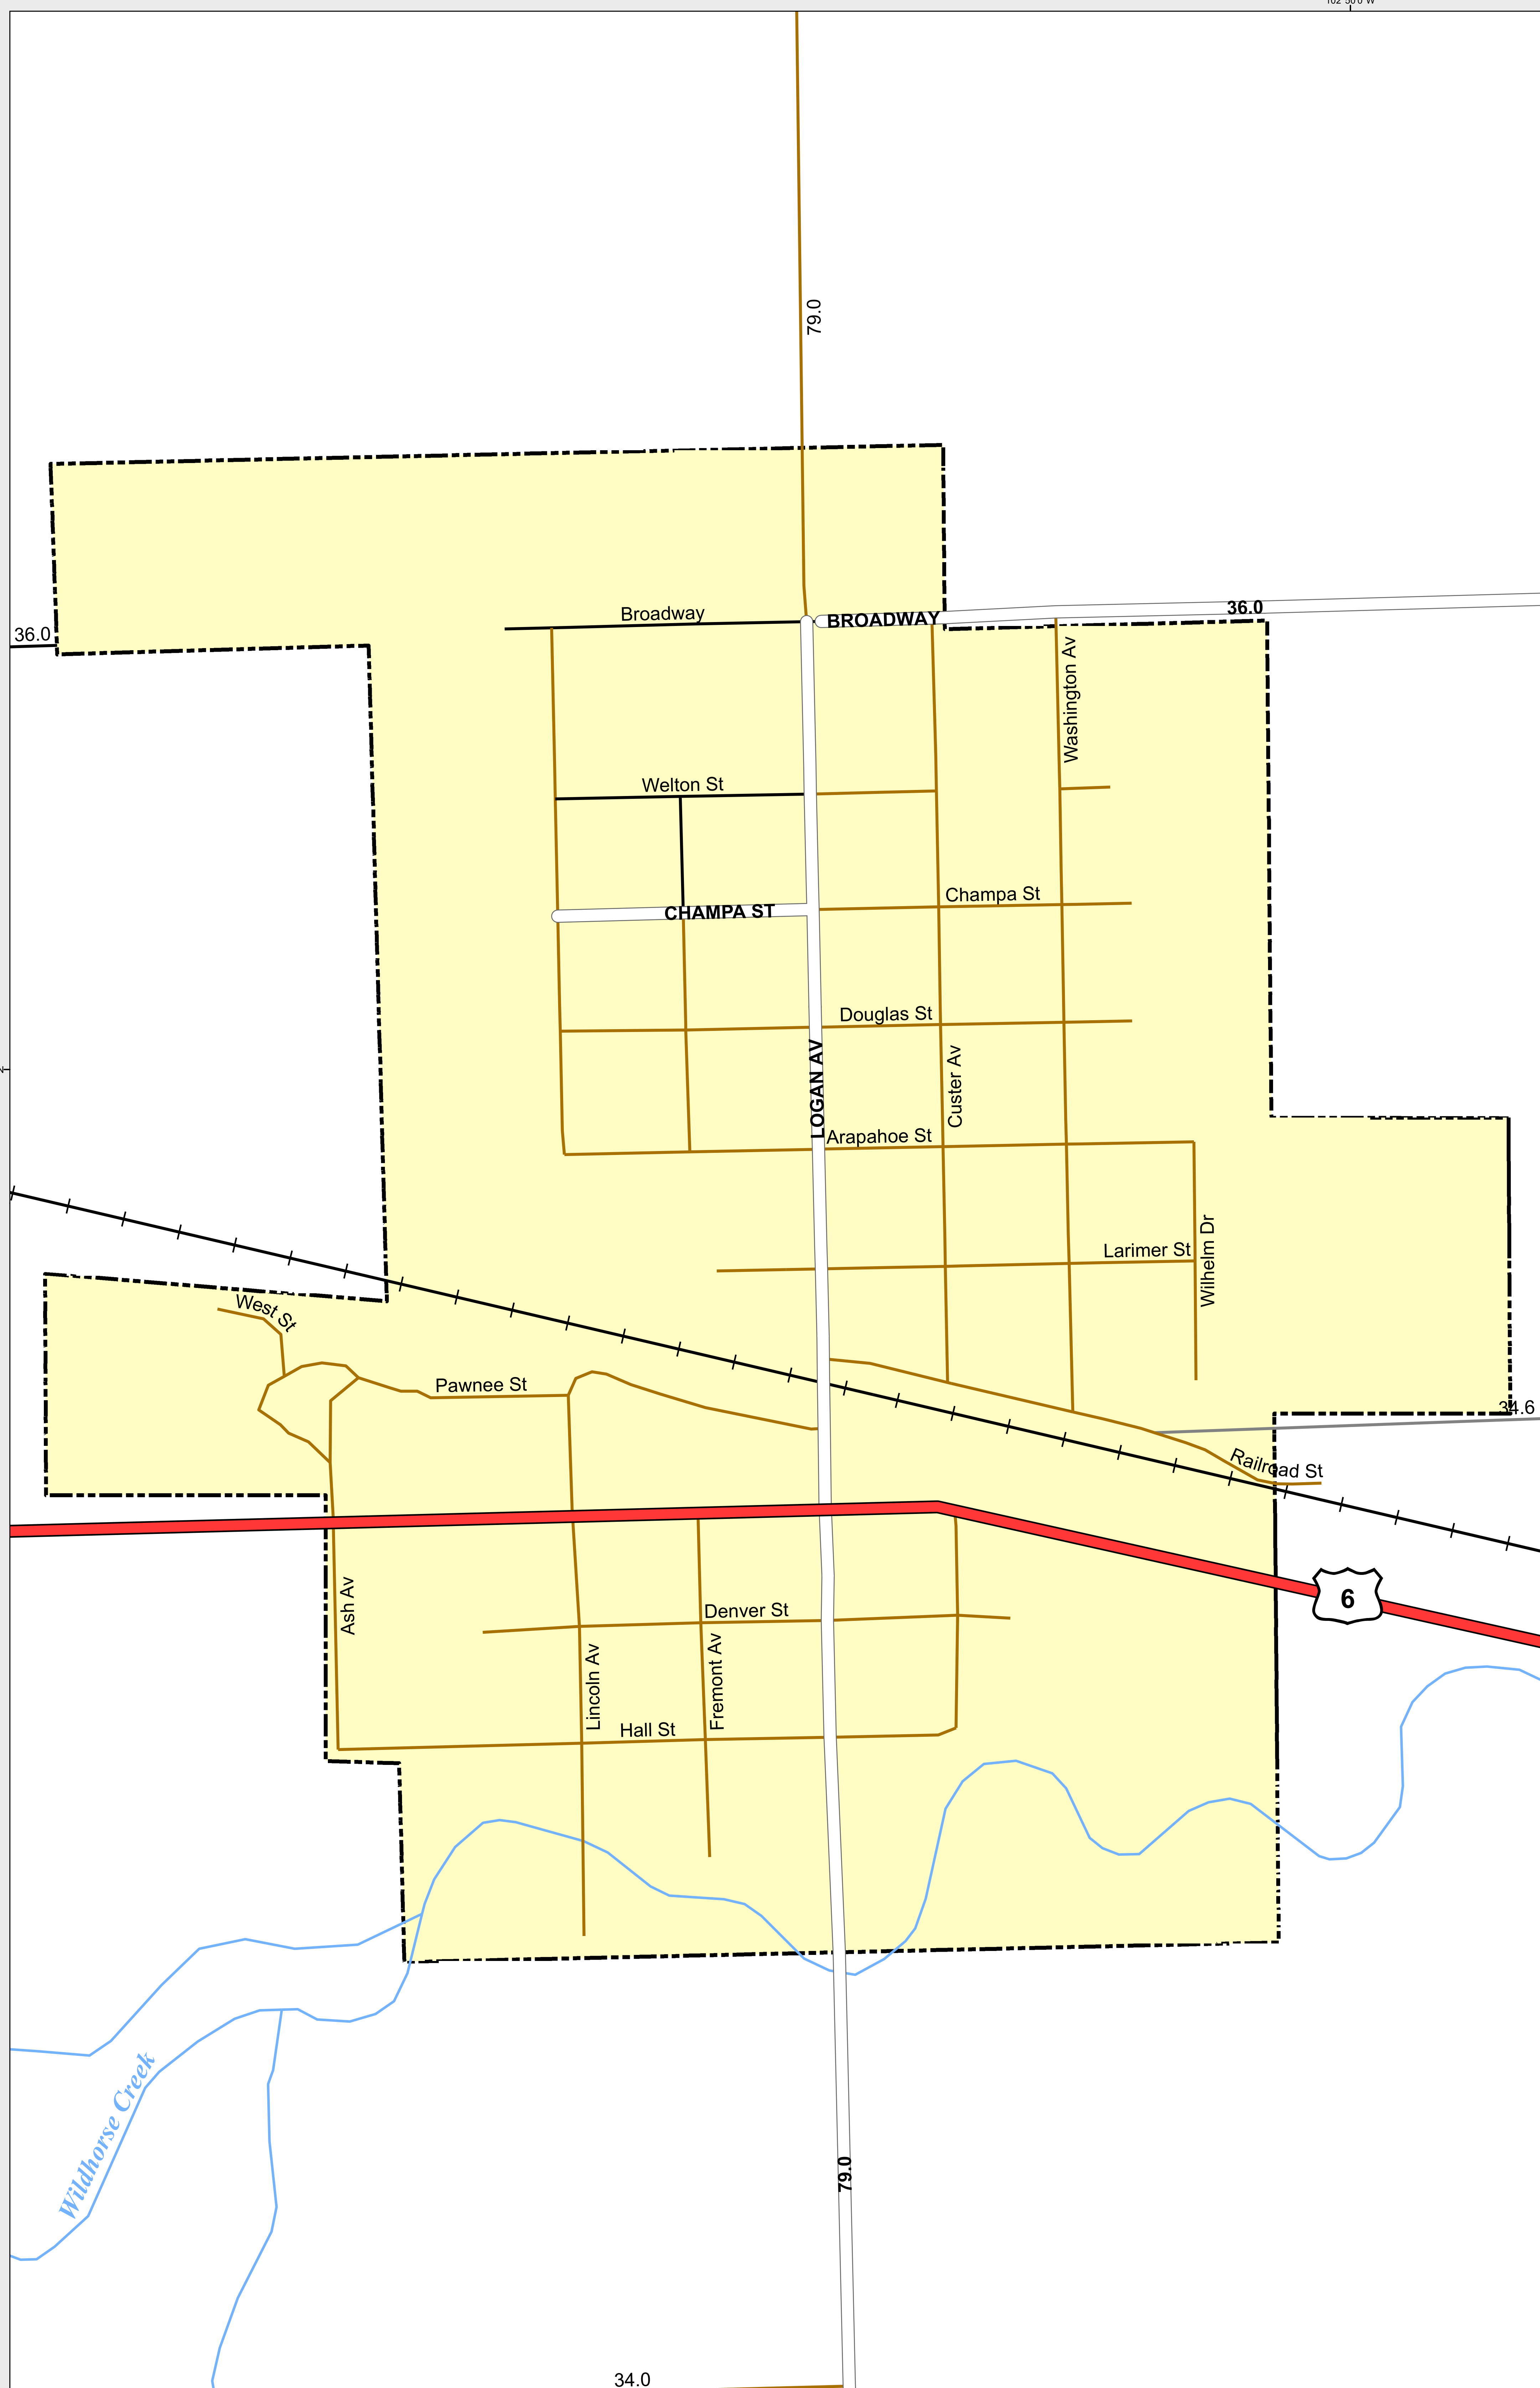 79.0
Broadway
BROADWAY
36.0
36.0
Washington Av
Welton St
CHAMPA ST
Champa St
Douglas St
LOGAN AV
Custer Av
Arapahoe St
Larimer St
Wilhelm Dr
West St
Pawnee St
34.6
Railroad St
6
Ash Av
Denver St
Lincoln Av
Fremont Av
Hall St
Wildhorse Creek
79.0
34.0